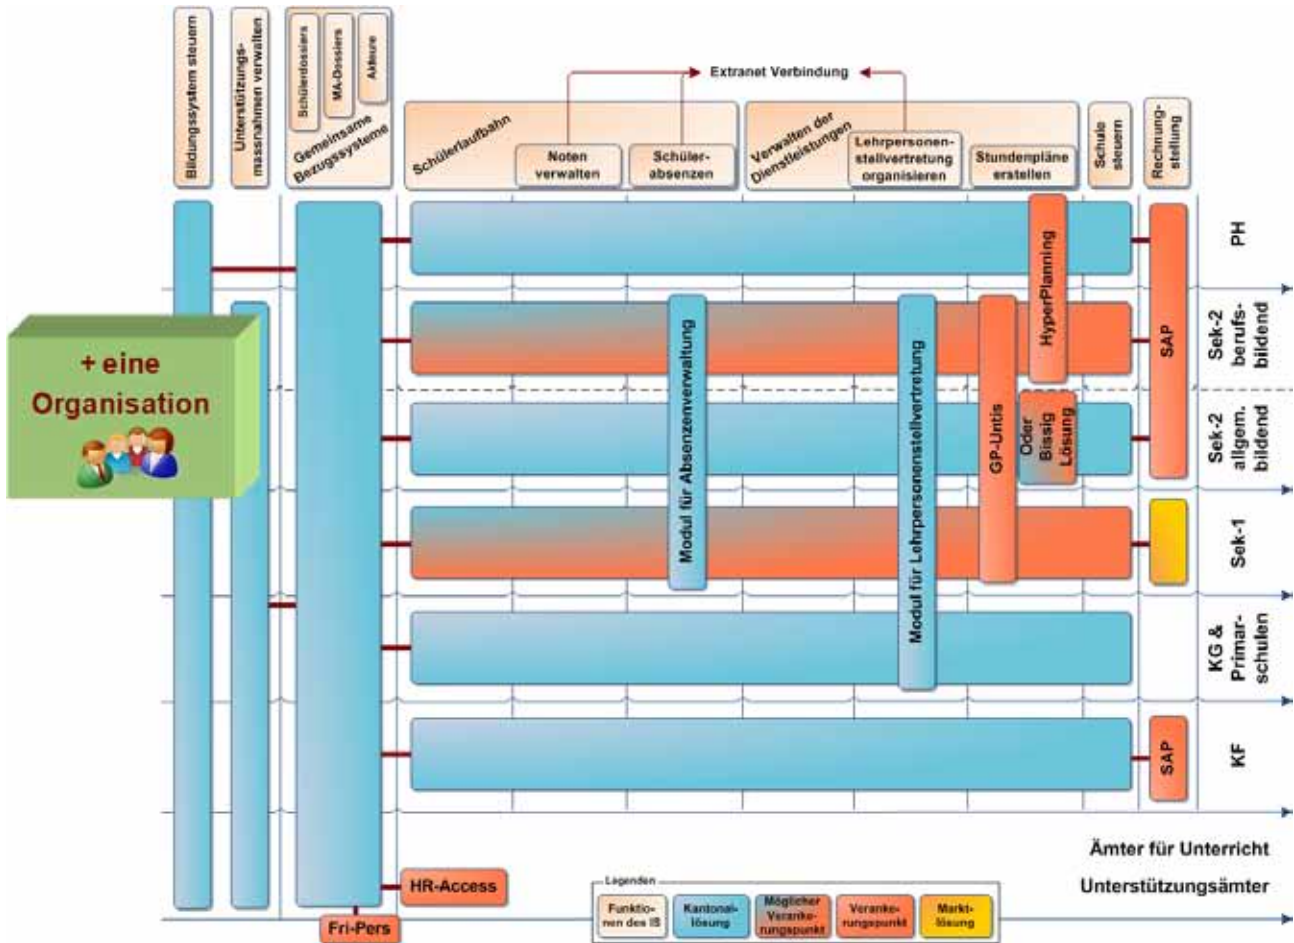 Bildungssystem steuern
Unterstützungs-
massnahmen verwalten
Schülerdossiers
MA-Dossiers
Akteure
Gemeinsame
Bezugssysteme
Extranet Verbindung
Schülerlaufbahn
Noten
verwalten
Schüler-
absenzen
Verwalten der
Dienstleistungen
Lehrpersonen-
stellvertretung
organisieren
Stundenpläne
erstellen
Schule
steuern
Rechnung-
stellung
PH
HyperPlanning
SAP
Sek-2
berufs-
bildend
+ eine
Organisation
Modul für Absenzenverwaltung
Modul für Lehrpersonenstellvertretung
GP-Untis
Oder
Bissig
Lösung
Sek-2
allgem.
bildend
Sek-1
KG &
Primar-
schulen
SAP
KF
Ämter für Unterricht
HR-Access
Unterstützungsämter
Fri-Pers
Legenden
Funktio-
nen des IS
Kantonal-
lösung
Möglicher
Veranke-
rungspunkt
Veranke-
rungspunkt
Markt-
lösung